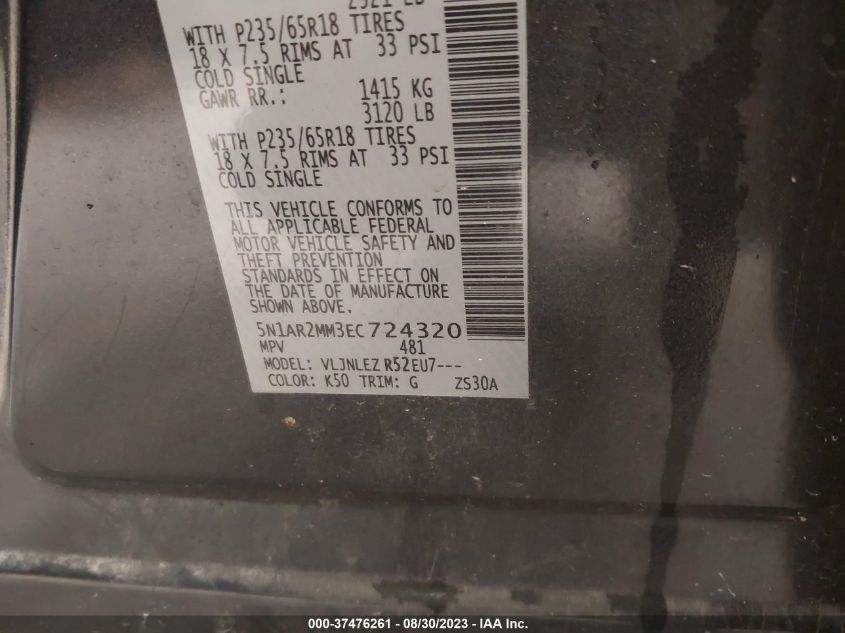 WITH P235/65R18 TIRES
18 X 7.5 RIMS AT 33 PSI
COLD SINGLE
GAWR RR.: 1415 KG
3120 LB
WITH P235/65R18 TIRES
18 X 7.5 RIMS AT 33 PSI
COLD SINGLE
THIS VEHICLE CONFORMS TO
ALL APPLICABLE FEDERAL
MOTOR VEHICLE SAFETY AND
THEFT PREVENTION
STANDARDS IN EFFECT ON
THE DATE OF MANUFACTURE
SHOWN ABOVE.
5N1AR2MM3EC724320
MPV 481
MODEL: VLJNLEZ R52EU7---
COLOR: K50 TRIM: G ZS30A
000-37476261 - 08/30/2023 - IAA Inc.